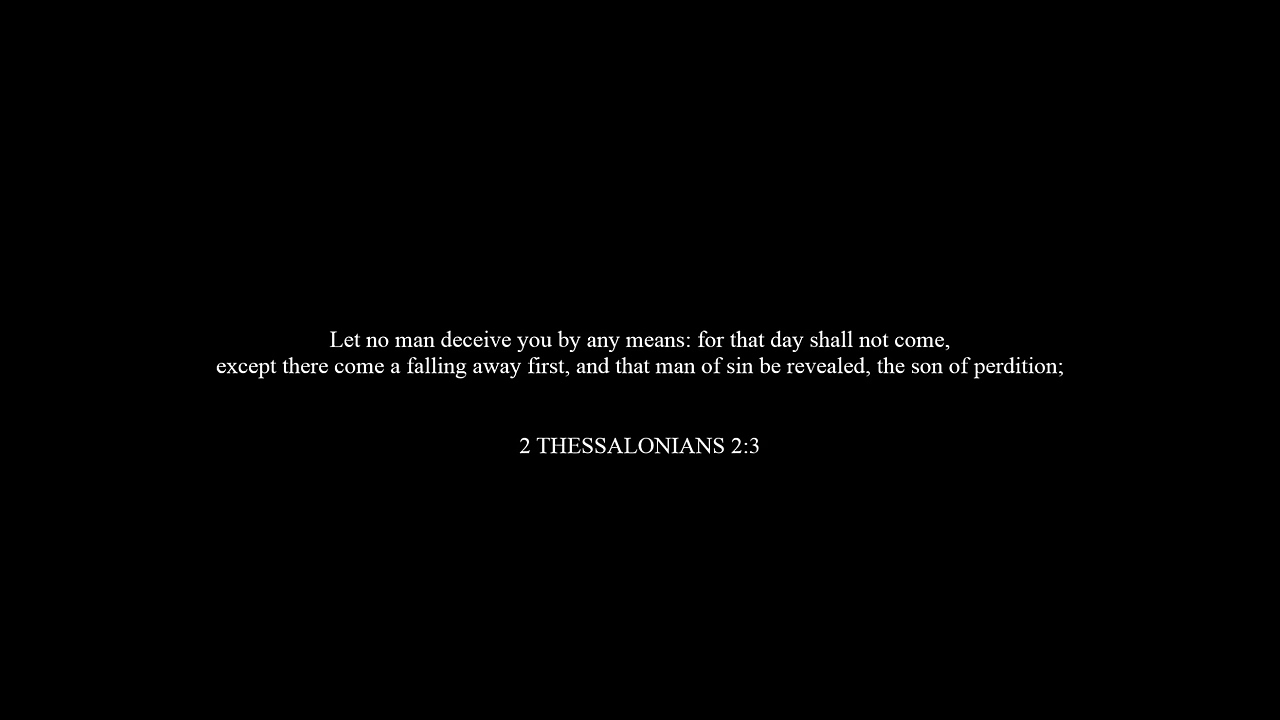 Let no man deceive you by any means: for that day shall not come,
except there come a falling away first, and that man of sin be revealed, the son of perdition;
2 THESSALONIANS 2:3